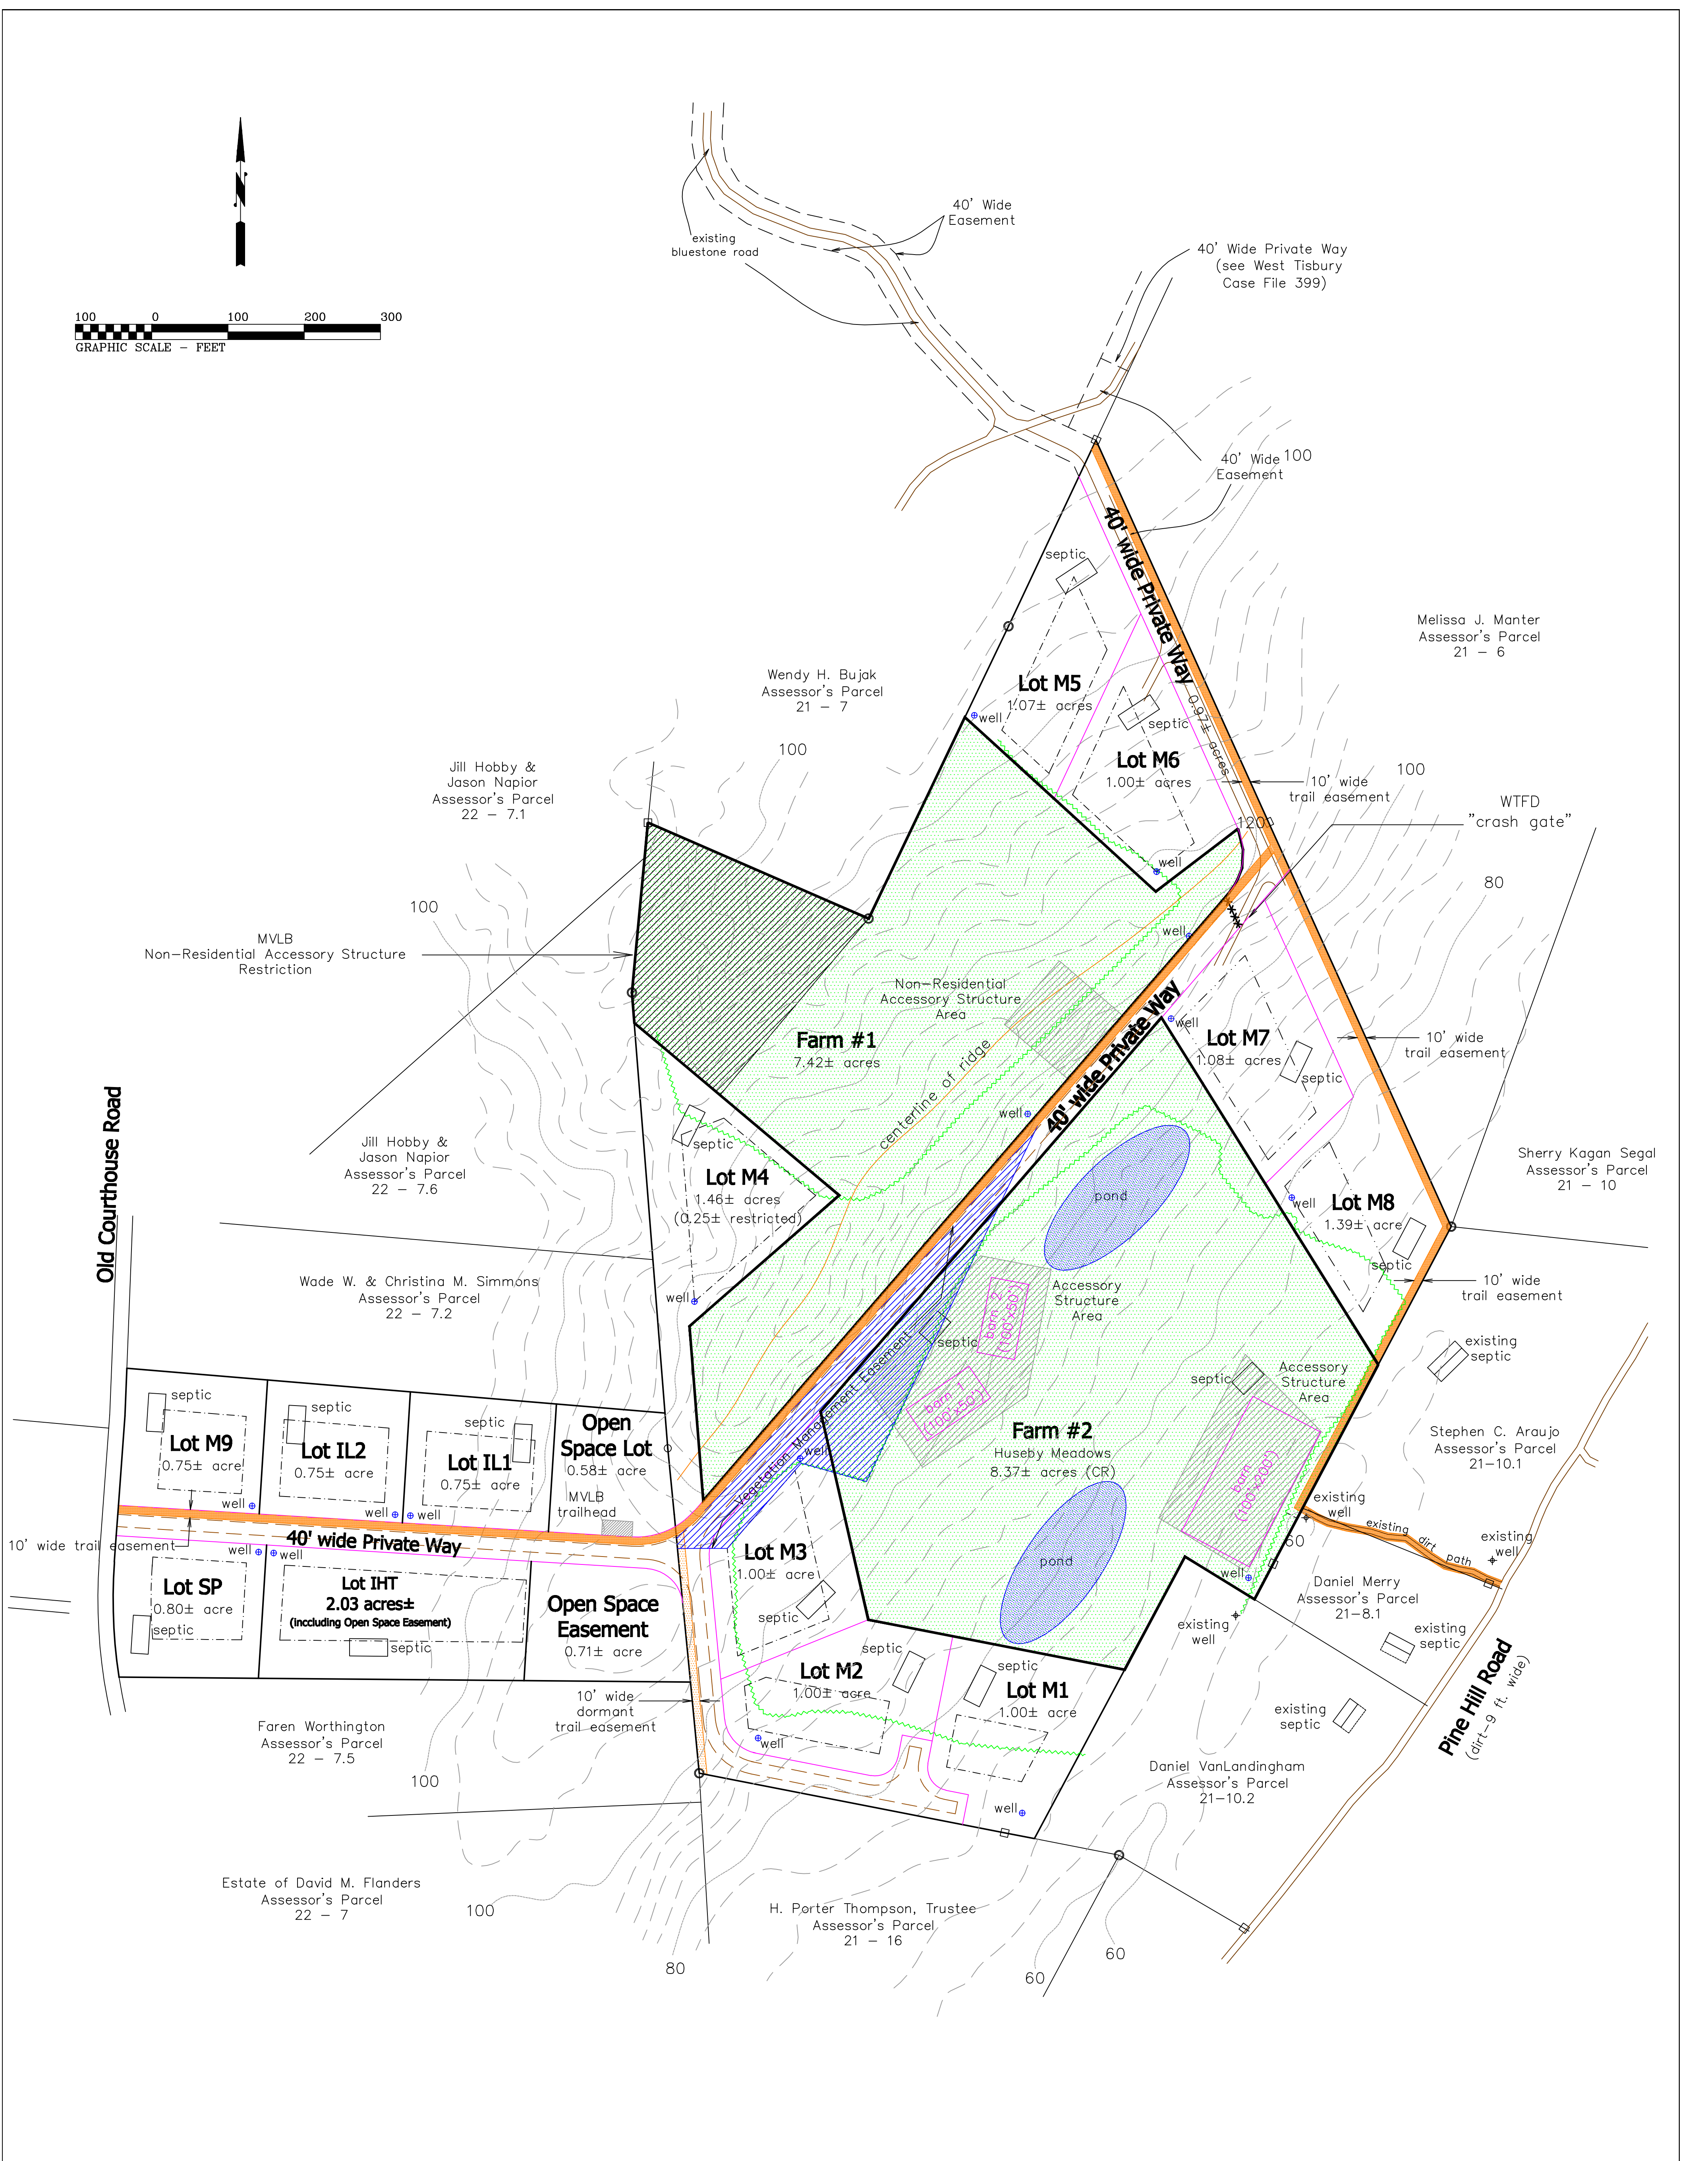 N
100 0 100 200 300
GRAPHIC SCALE – FEET
existing
bluestone road
40' Wide
Easement
40' Wide Private Way
(see West Tisbury
Case File 399)
40' Wide
Easement
100
40' wide Private Way
0.97± acres
septic
Lot M5
1.07± acres
well
septic
Lot M6
1.00± acres
well
Melissa J. Manter
Assessor's Parcel
21 – 6
Wendy H. Bujak
Assessor's Parcel
21 – 7
100
Jill Hobby &
Jason Napior
Assessor's Parcel
22 – 7.1
10' wide
trail easement
100
120
WTFD
"crash gate"
80
100
MVLB
Non–Residential Accessory Structure
Restriction
well
Non–Residential
Accessory Structure
Area
Farm #1
7.42± acres
centerline of ridge
40' wide Private Way
well
well
Lot M7
1.08± acres
septic
10' wide
trail easement
Old Courthouse Road
Jill Hobby &
Jason Napior
Assessor's Parcel
22 – 7.6
septic
Lot M4
1.46± acres
(0.25± restricted)
well
pond
well
Lot M8
1.39± acre
septic
Sherry Kagan Segal
Assessor's Parcel
21 – 10
10' wide
trail easement
Wade W. & Christina M. Simmons
Assessor's Parcel
22 – 7.2
Accessory
Structure
Area
barn 2
(100'x50')
septic
barn 1
(100'x50')
Vegetation Management Easement
existing
septic
Accessory
Structure
Area
septic
Farm #2
Huseby Meadows
8.37± acres (CR)
barn
(100'x200')
Stephen C. Araujo
Assessor's Parcel
21–10.1
septic
Lot M9
0.75± acre
well
septic
Lot IL2
0.75± acre
well
septic
Lot IL1
0.75± acre
well
Open
Space Lot
0.58± acre
MVLB
trailhead
well
existing
well
existing dirt path
existing
well
60
10' wide trail easement
40' wide Private Way
well
well
Lot SP
0.80± acre
septic
Lot IHT
2.03 acres±
(inccluding Open Space Easement)
septic
Open Space
Easement
0.71± acre
Lot M3
1.00± acre
septic
pond
well
Daniel Merry
Assessor's Parcel
21–8.1
existing
well
existing
septic
Lot M2
1.00± acre
septic
well
septic
Lot M1
1.00± acre
well
10' wide
dormant
trail easement
existing
septic
Pine Hill Road
(dirt–9 ft. wide)
Faren Worthington
Assessor's Parcel
22 – 7.5
100
Daniel VanLandingham
Assessor's Parcel
21–10.2
Estate of David M. Flanders
Assessor's Parcel
22 – 7
100
H. Porter Thompson, Trustee
Assessor's Parcel
21 – 16
80
60
60